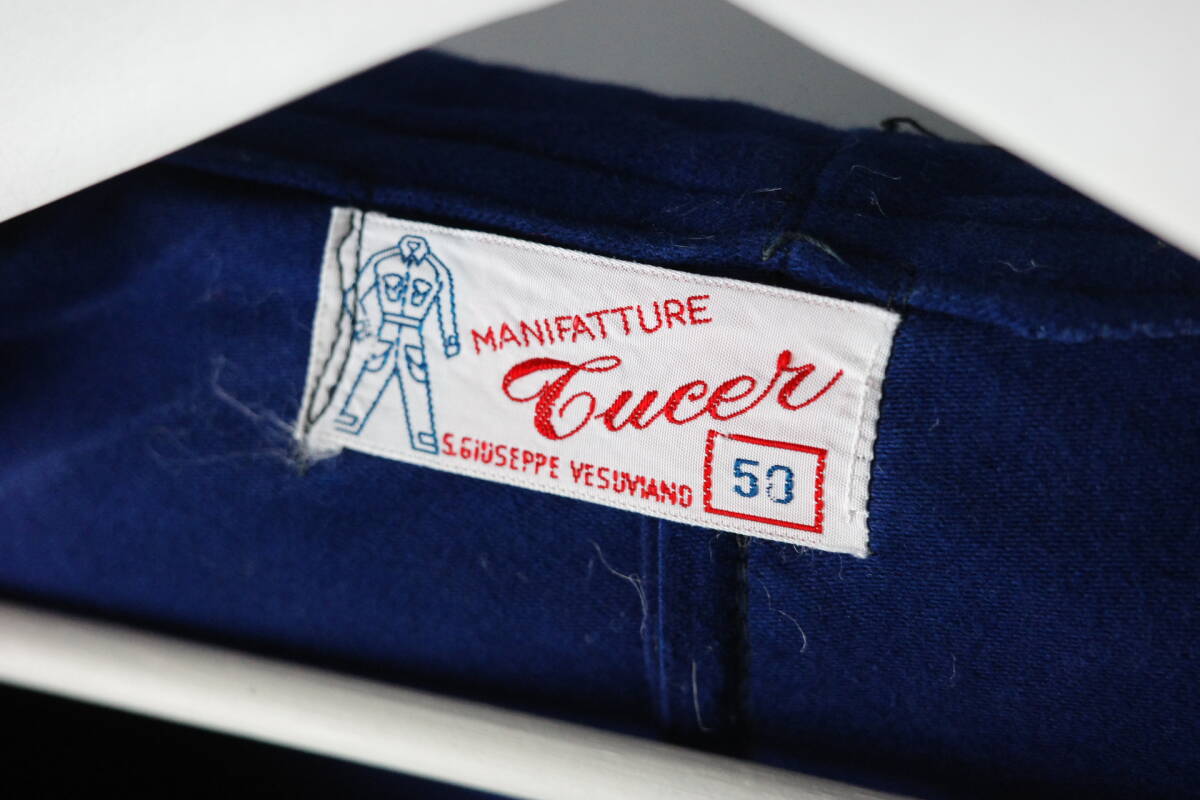 MANIFATTURE
Tucer
S.GIUSEPPE VESUVIANO
50